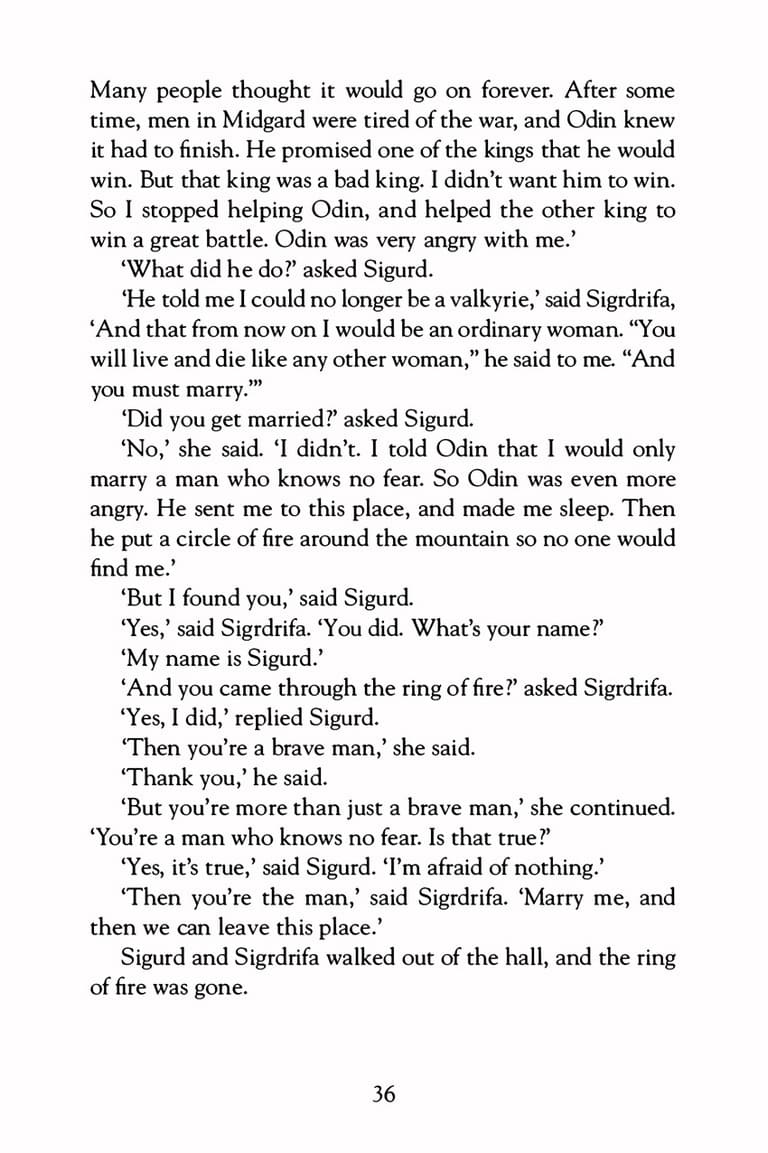 Many people thought it would go on forever. After some
time, men in Midgard were tired of the war, and Odin knew
it had to finish. He promised one of the kings that he would
win. But that king was a bad king. I didn’t want him to win.
So I stopped helping Odin, and helped the other king to
win a great battle. Odin was very angry with me.’
‘What did he do?’ asked Sigurd.
‘He told me I could no longer be a valkyrie,’ said Sigrdrifa,
‘And that from now on I would be an ordinary woman. “You
will live and die like any other woman,” he said to me. “And
you must marry.”’
‘Did you get married?’ asked Sigurd.
‘No,’ she said. ‘I didn’t. I told Odin that I would only
marry a man who knows no fear. So Odin was even more
angry. He sent me to this place, and made me sleep. Then
he put a circle of fire around the mountain so no one would
find me.’
‘But I found you,’ said Sigurd.
‘Yes,’ said Sigrdrifa. ‘You did. What’s your name?’
‘My name is Sigurd.’
‘And you came through the ring of fire?’ asked Sigrdrifa.
‘Yes, I did,’ replied Sigurd.
‘Then you’re a brave man,’ she said.
‘Thank you,’ he said.
‘But you’re more than just a brave man,’ she continued.
‘You’re a man who knows no fear. Is that true?’
‘Yes, it’s true,’ said Sigurd. ‘I’m afraid of nothing.’
‘Then you’re the man,’ said Sigrdrifa. ‘Marry me, and
then we can leave this place.’
Sigurd and Sigrdrifa walked out of the hall, and the ring
of fire was gone.
36